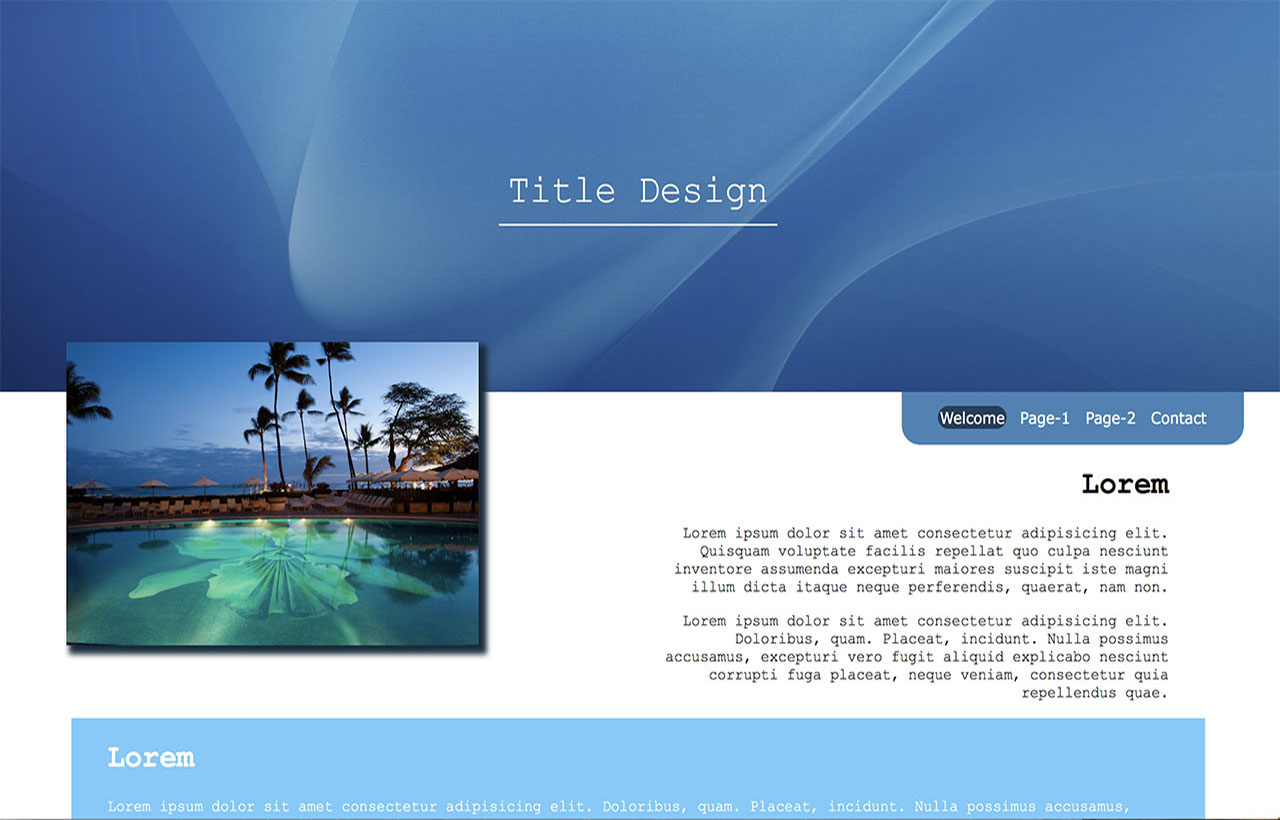 Title Design
Welcome Page-1 Page-2 Contact
Lorem
Lorem ipsum dolor sit amet consectetur adipisicing elit.
Quisquam voluptate facilis repellat quo culpa nesciunt
inventore assumenda excepturi maiores suscipit iste magni
illum dicta itaque neque perferendis, quaerat, nam non.
Lorem ipsum dolor sit amet consectetur adipisicing elit.
Doloribus, quam. Placeat, incidunt. Nulla possimus
accusamus, excepturi vero fugit aliquid explicabo nesciunt
corrupti fuga placeat, neque veniam, consectetur quia
repellendus quae.
Lorem
Lorem ipsum dolor sit amet consectetur adipisicing elit. Doloribus, quam. Placeat, incidunt. Nulla possimus accusamus,